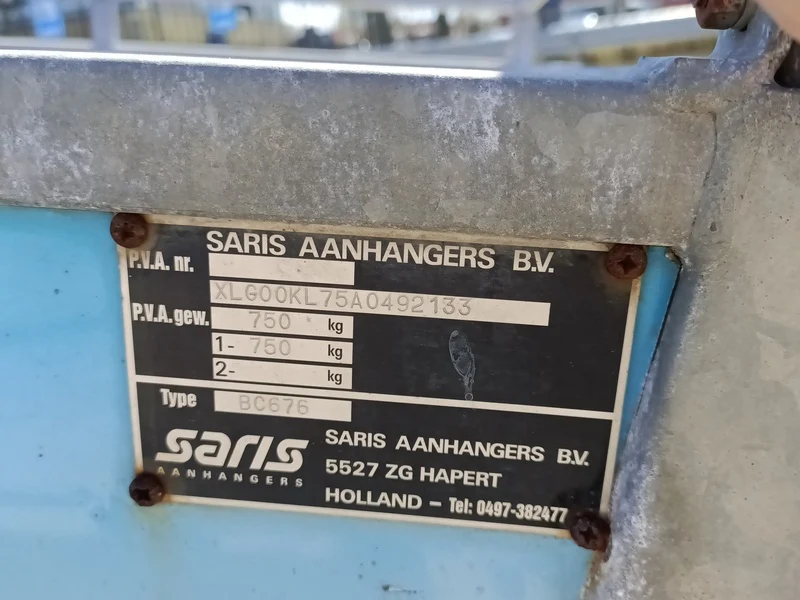 SARIS AANHANGERS B.V.
P.V.A. nr.
XLG00KL75A0492133
P.V.A. gew. 750 kg
1- 750 kg
2- kg
Type BC676
saris
AANHANGERS
SARIS AANHANGERS B.V.
5527 ZG HAPERT
HOLLAND – Tel: 0497-382477